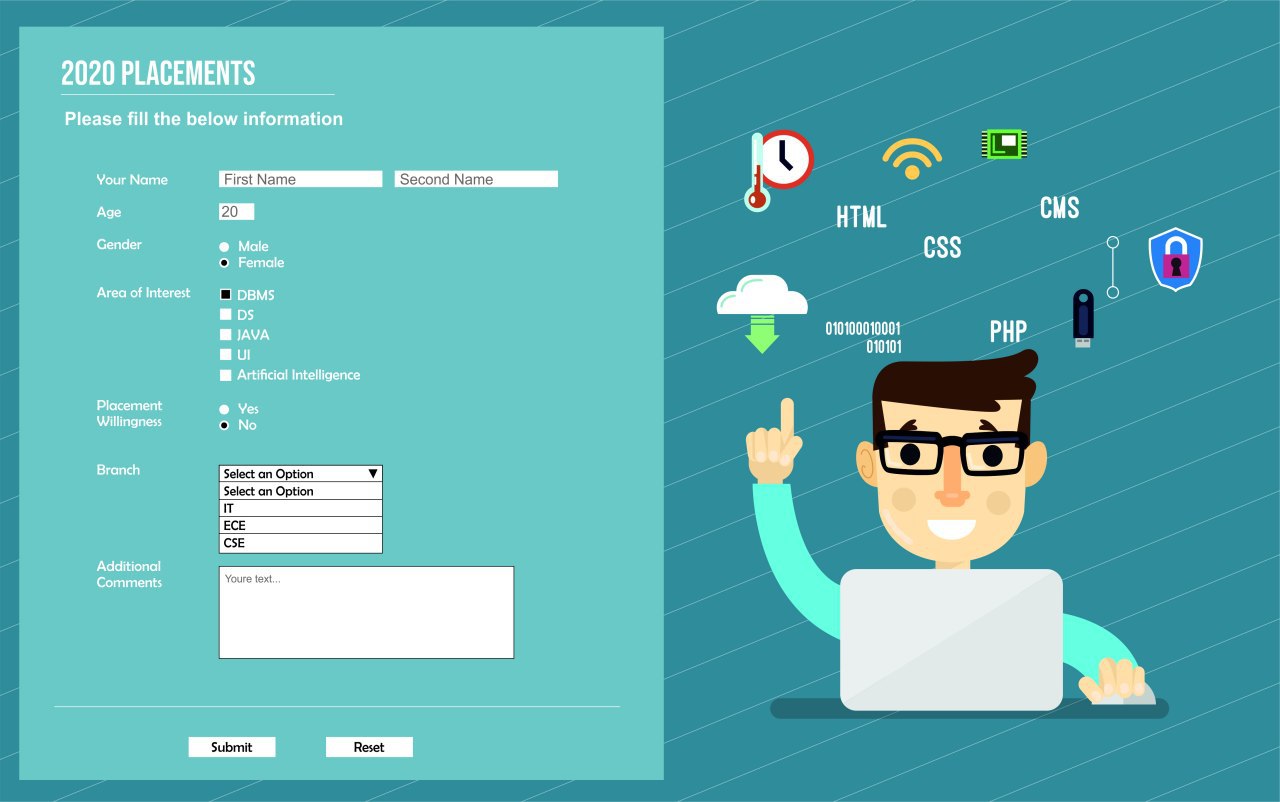 2020 PLACEMENTS
Please fill the below information
Your Name First Name Second Name
Age 20
Gender Male
Female
Area of Interest DBMS
DS
JAVA
UI
Artificial Intelligence
Placement
Willingness
Yes
No
Branch
Select an Option ▼
Select an Option
IT
ECE
CSE
Additional
Comments
Youre text...
Submit Reset
HTML
CMS
CSS
010100010001
010101
PHP